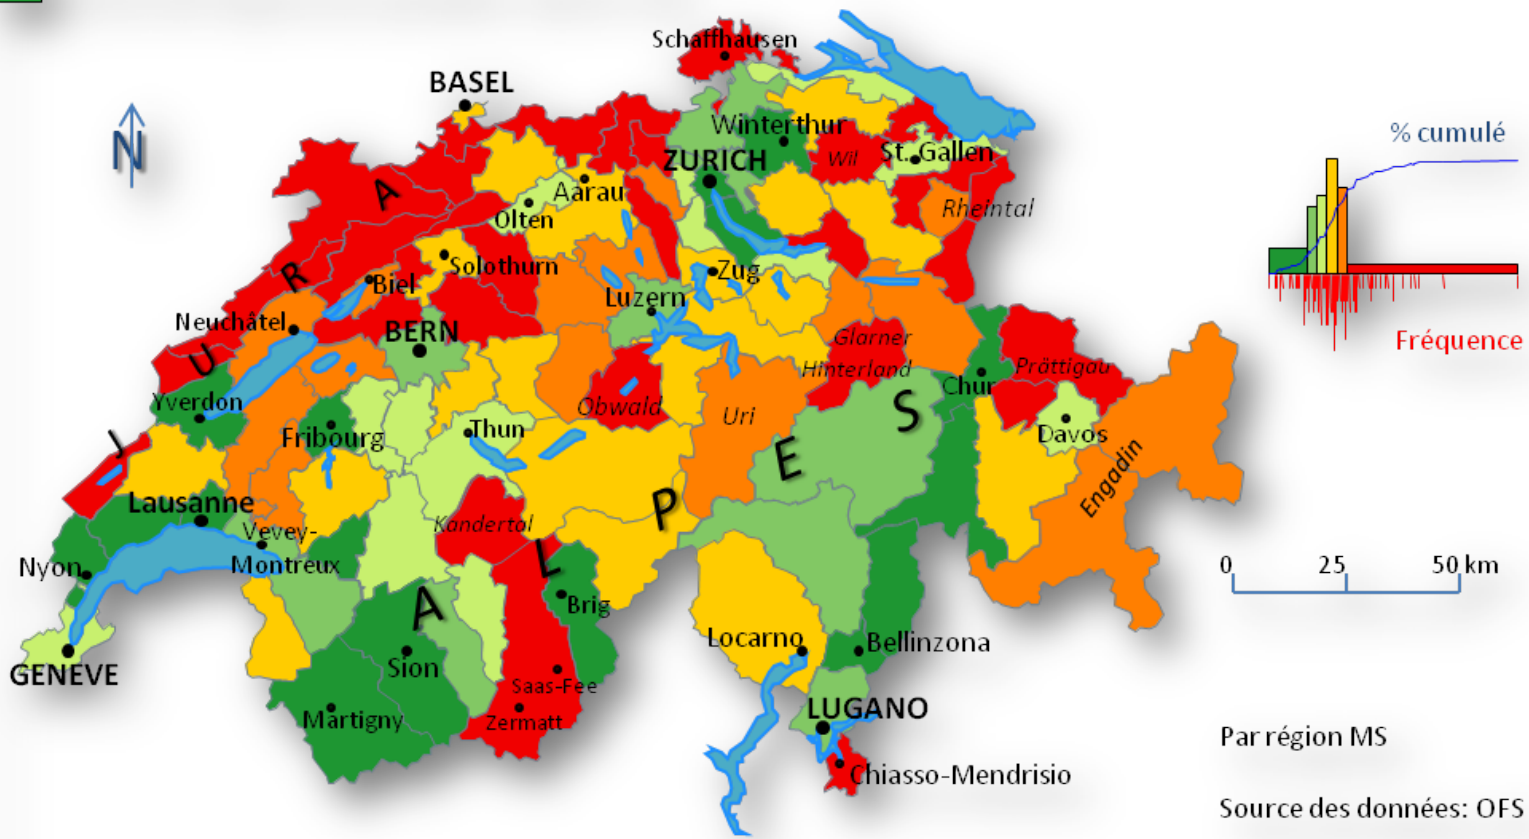 Schaffhausen
BASEL
N
Winterthur
% cumulé
ZURICH
Wil
St. Gallen
Aarau
Olten
Rheintal
Solothurn
Zug
Biel
Luzern
Neuchâtel
BERN
Glarner
Hinterland
Fréquence
Prättigau
Chur
Yverdon
Obwald
Uri
Fribourg
Thun
Davos
Engadin
JURA
ALPES
Lausanne
Kandertal
Vevey-
Montreux
Nyon
0 25 50 km
Brig
Locarno
Bellinzona
GENEVE
Sion
Saas-Fee
Martigny
Zermatt
LUGANO
Par région MS
Chiasso-Mendrisio
Source des données: OFS